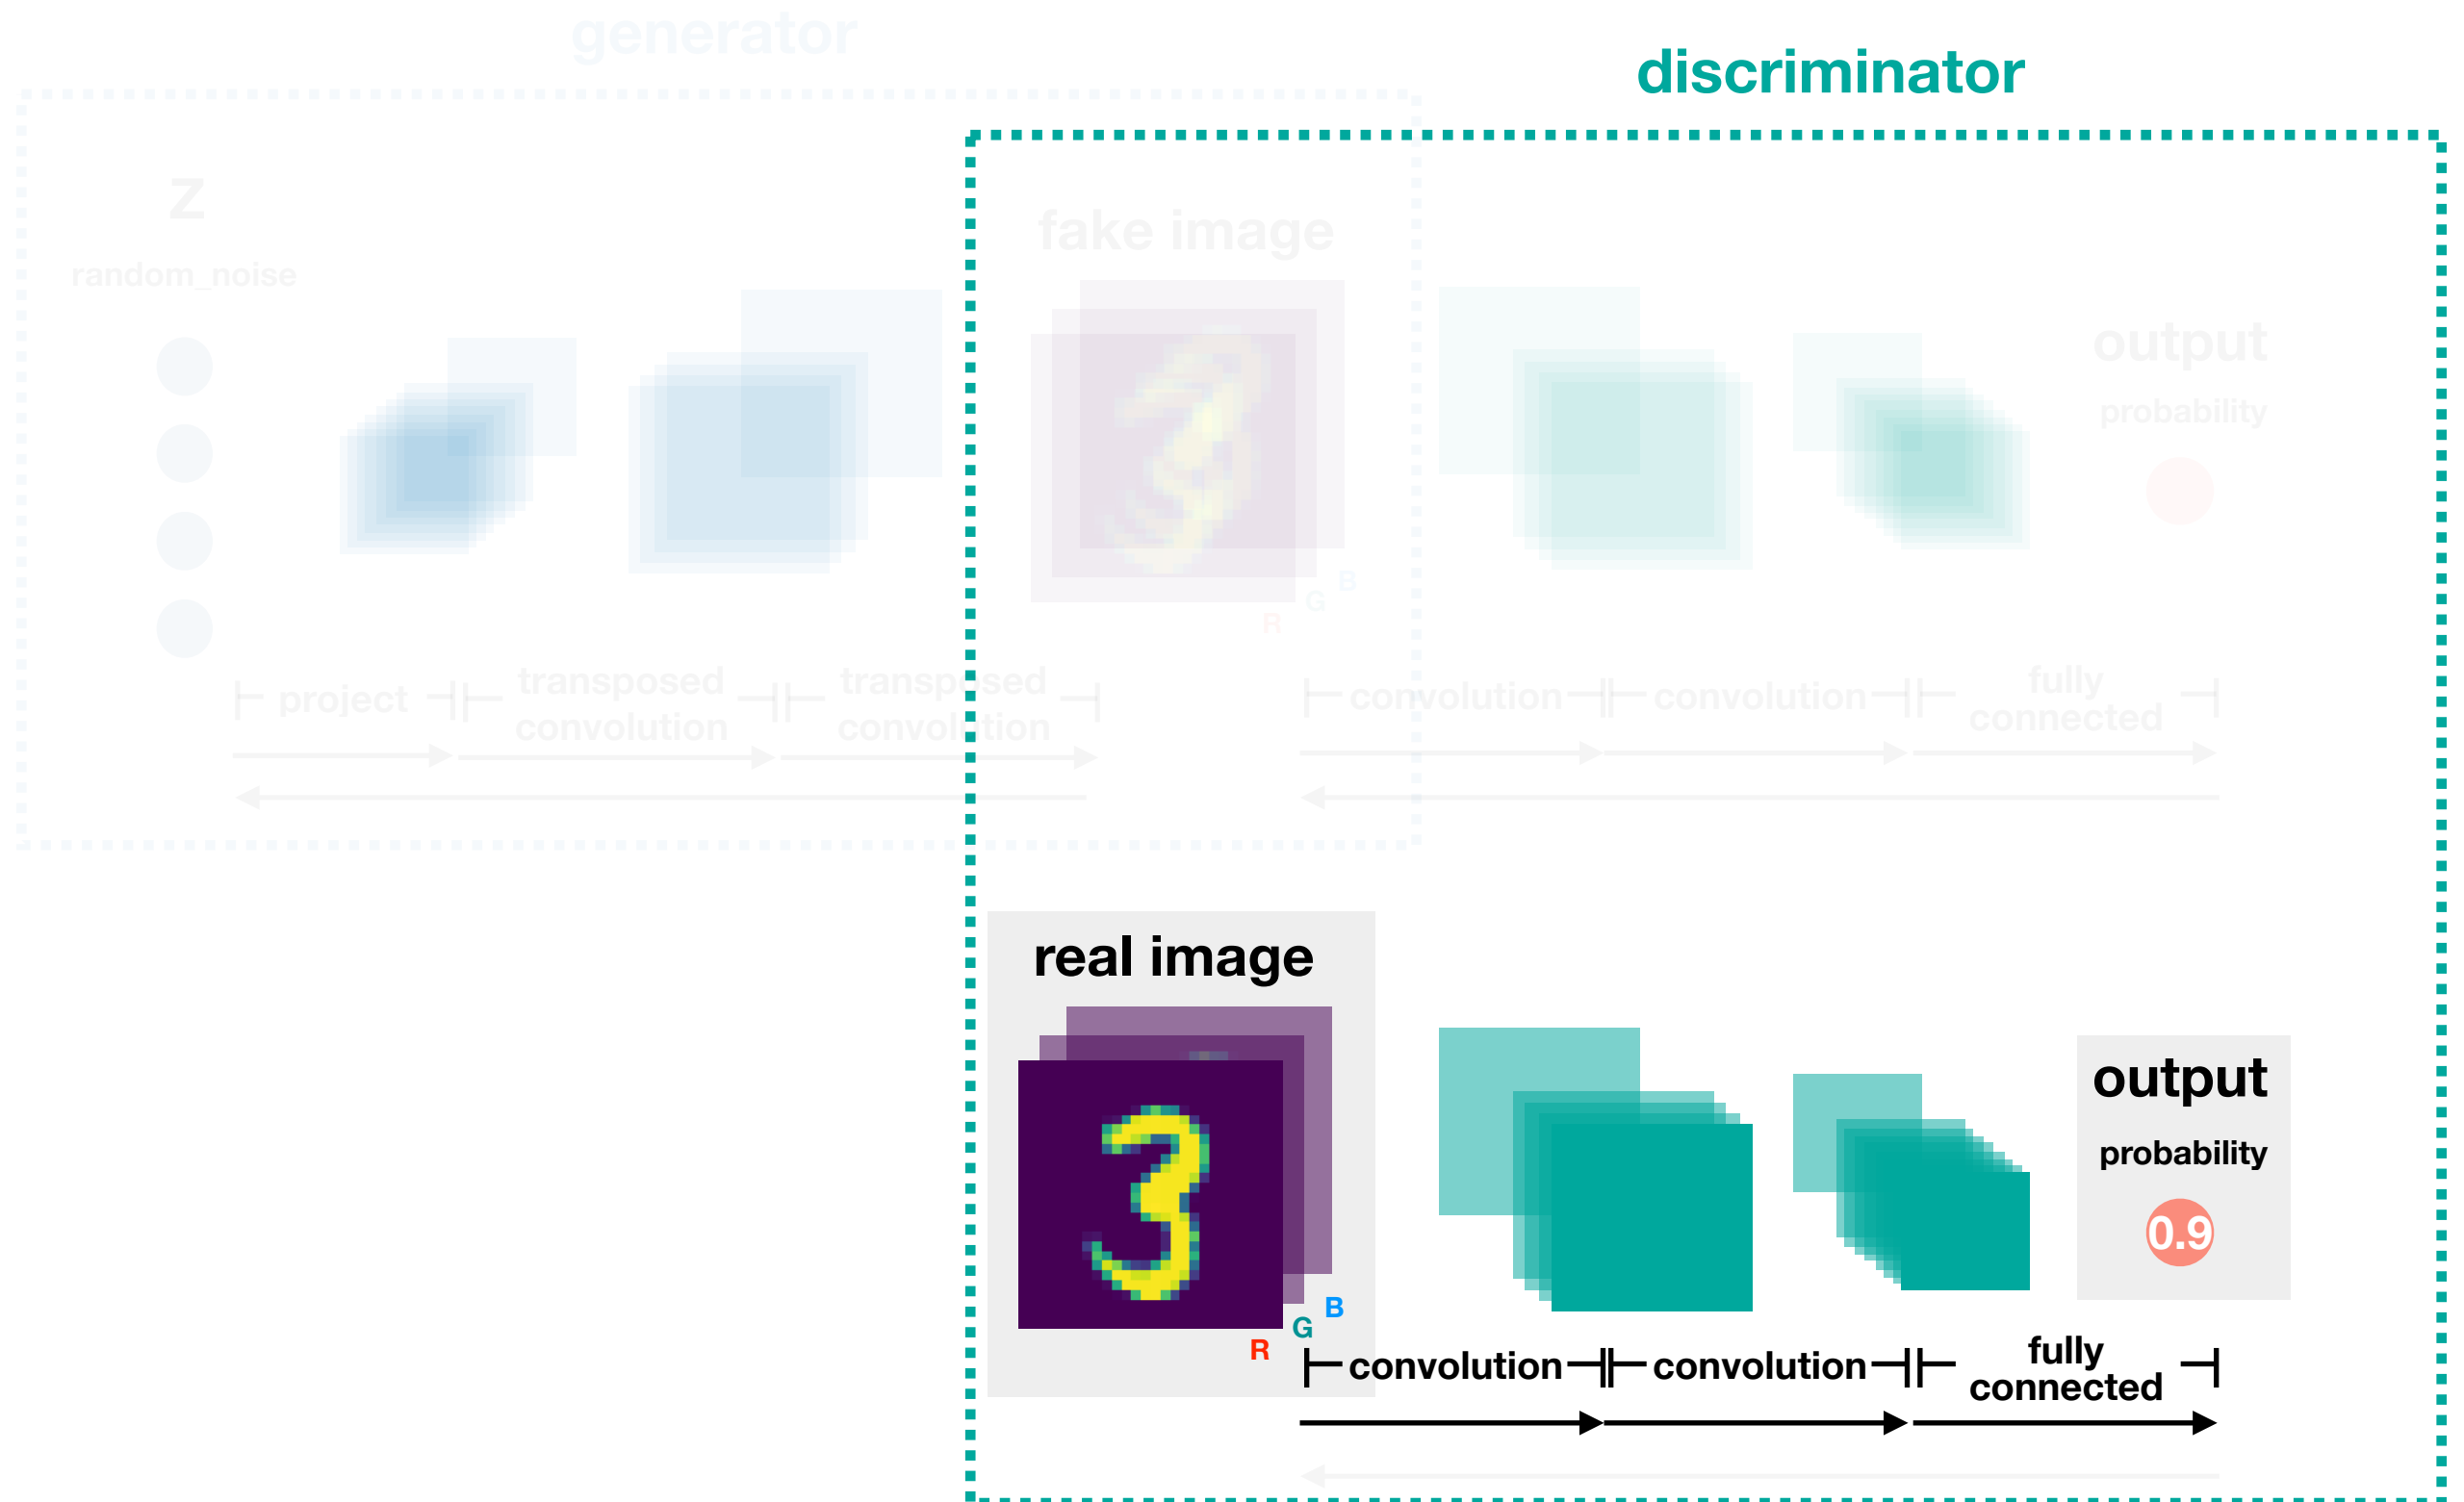 generator
discriminator
z
random_noise
fake image
output
probability
R
G
B
project
transposed
convolution
transposed
convolution
convolution
convolution
fully
connected
real image
output
probability
0.9
R
G
B
convolution
convolution
fully
connected